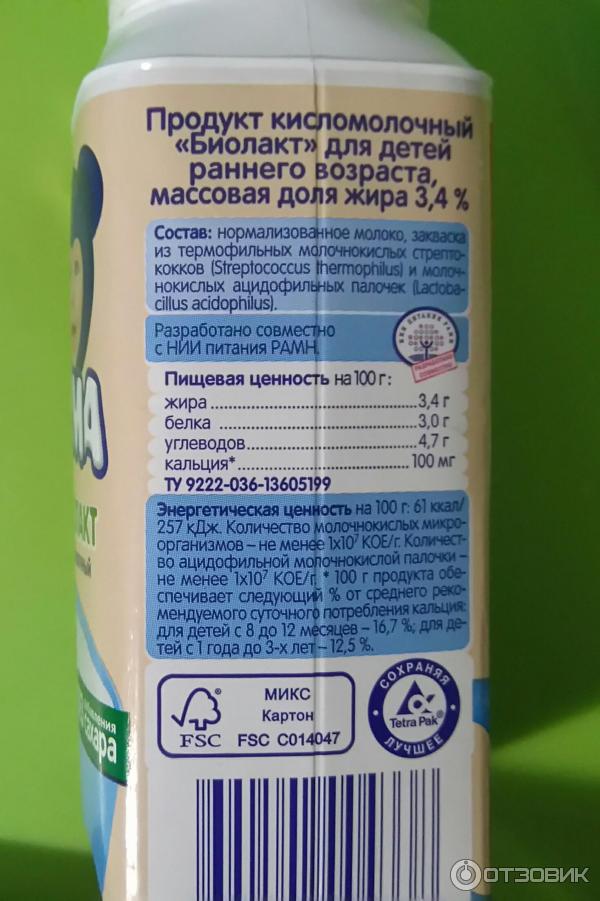 Продукт кисломолочный
«Биолакт» для детей
раннего возраста,
массовая доля жира 3,4 %
Состав: нормализованное молоко, закваска
из термофильных молочнокислых стрепто-
кокков (Streptococcus thermophilus) и молоч-
нокислых ацидофильных палочек (Lactoba-
cillus acidophilus).
Разработано совместно
с НИИ питания РАМН.
Пищевая ценность на 100 г:
жира 3,4 г
белка 3,0 г
углеводов 4,7 г
кальция* 100 мг
ТУ 9222-036-13605199
Энергетическая ценность на 100 г: 61 ккал/
257 кДж. Количество молочнокислых микро-
организмов – не менее 1x10⁷ КОЕ/г. Количест-
во ацидофильной молочнокислой палочки –
не менее 1x10⁷ КОЕ/г. * 100 г продукта обе-
спечивает следующий % от среднего реко-
мендуемого суточного потребления кальция:
для детей с 8 до 12 месяцев – 16,7 %; для де-
тей с 1 года до 3-х лет – 12,5 %.
FSC
МИКС
Картон
FSC C014047
СОХРАНЯЯ
Tetra Pak
ЛУЧШЕЕ
сахара
ОТЗОВИК